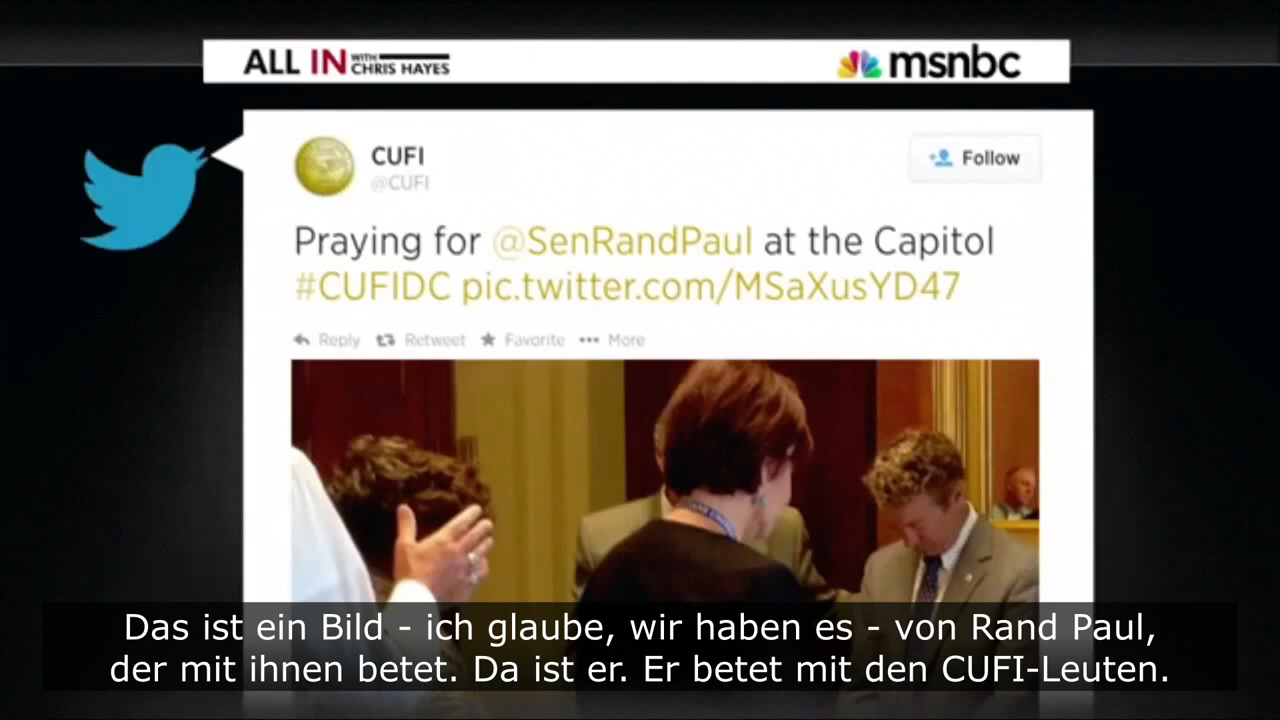 ALL IN WITH CHRIS HAYES
msnbc
CUFI
@CUFI
Follow
Praying for @SenRandPaul at the Capitol
#CUFIDC pic.twitter.com/MSaXusYD47
Reply Retweet Favorite More
Das ist ein Bild - ich glaube, wir haben es - von Rand Paul,
der mit ihnen betet. Da ist er. Er betet mit den CUFI-Leuten.